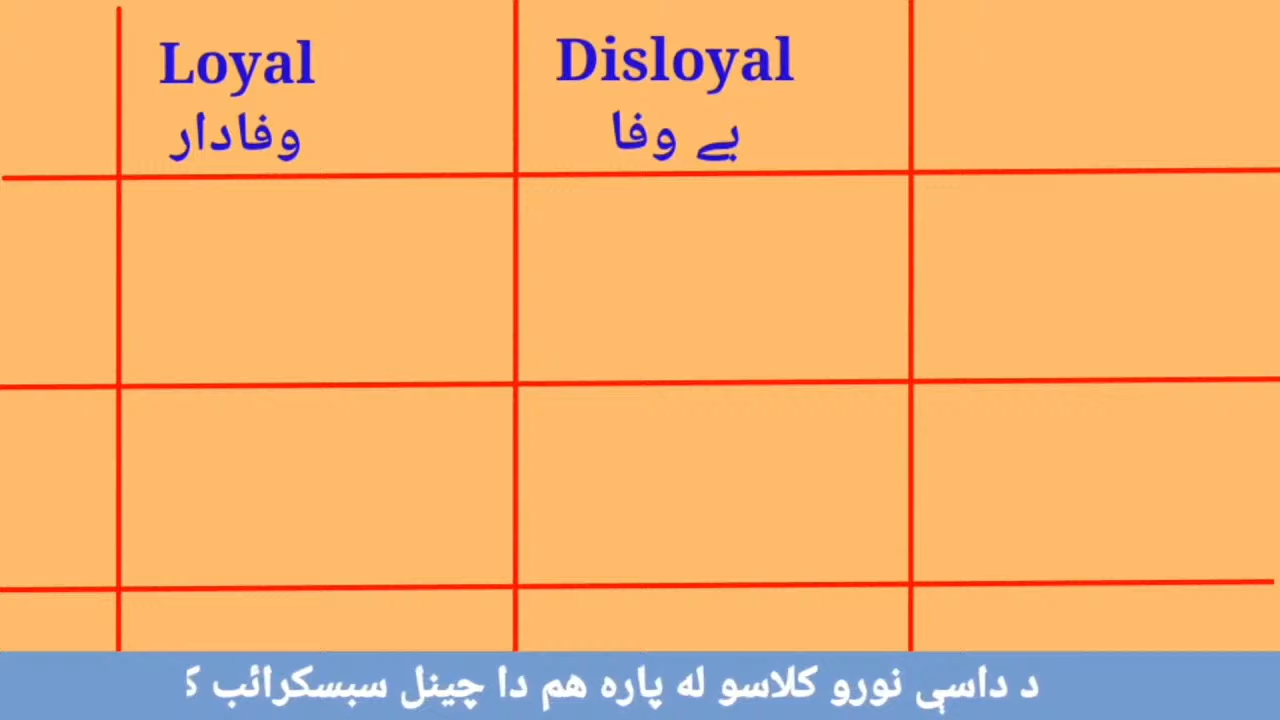 Loyal
وفادار
Disloyal
بے وفا
د داسې نورو کلاسو له پاره هم دا چینل سبسکرائب